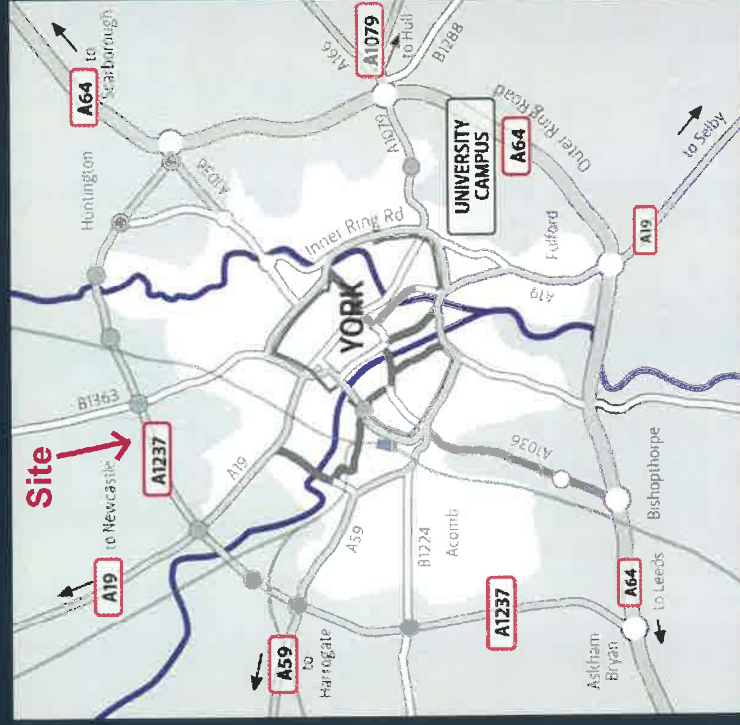 Site
A64
to
Scarborough
A166
A1079
to Hull
B1288
Huntington
A1036
A1079
UNIVERSITY
CAMPUS
A64
Outer Ring Road
to Selby
Inner Ring Rd
YORK
Fulford
A19
A19
B1363
A1237
to Newcastle
A19
A19
A59
B1224
Acomb
A1036
Bishopthorpe
A59
to
Harrogate
A1237
A64
to Leeds
Askham
Bryan